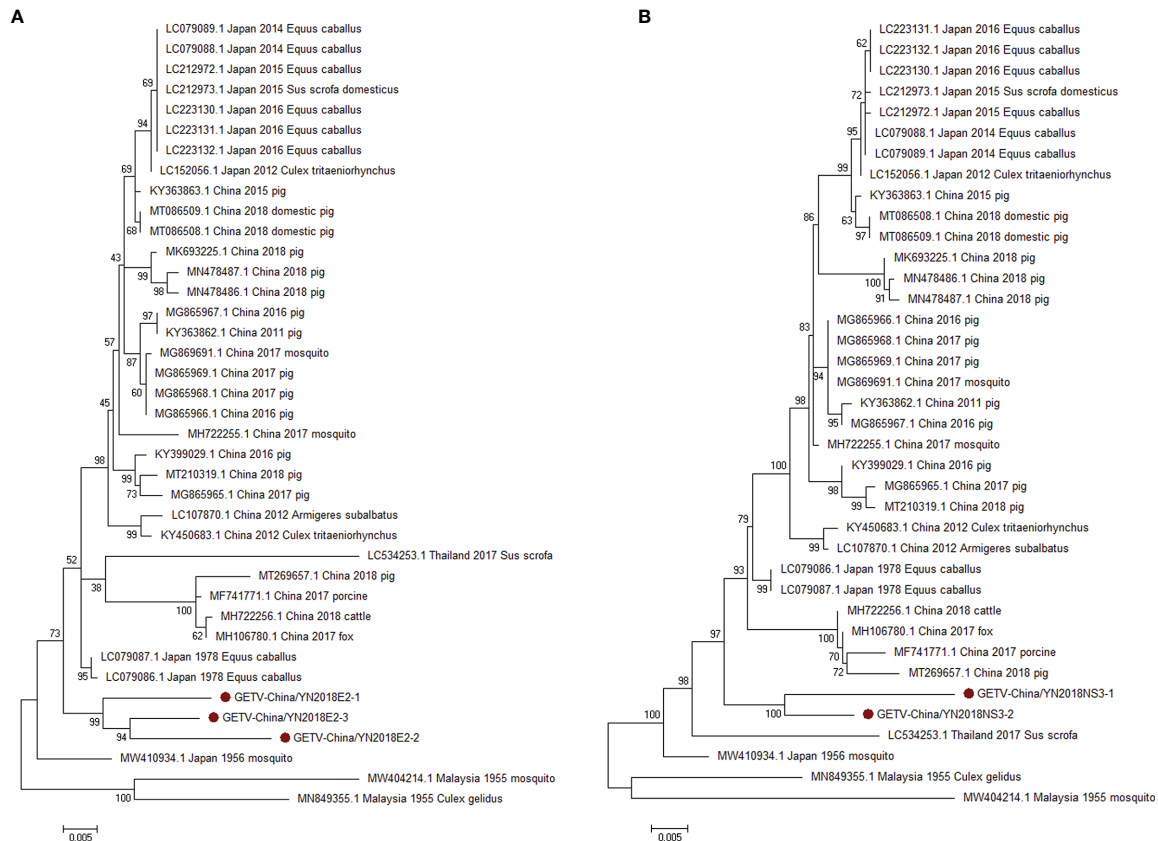 A
LC079089.1 Japan 2014 Equus caballus
LC079088.1 Japan 2014 Equus caballus
LC212972.1 Japan 2015 Equus caballus
69
LC212973.1 Japan 2015 Sus scrofa domesticus
LC223130.1 Japan 2016 Equus caballus
94
LC223131.1 Japan 2016 Equus caballus
LC223132.1 Japan 2016 Equus caballus
69
LC152056.1 Japan 2012 Culex tritaeniorhynchus
KY363863.1 China 2015 pig
MT086509.1 China 2018 domestic pig
68
MT086508.1 China 2018 domestic pig
43
MK693225.1 China 2018 pig
99
MN478487.1 China 2018 pig
98
MN478486.1 China 2018 pig
97
MG865967.1 China 2016 pig
KY363862.1 China 2011 pig
57
MG869691.1 China 2017 mosquito
87
MG865969.1 China 2017 pig
60
MG865968.1 China 2017 pig
45
MG865966.1 China 2016 pig
MH722255.1 China 2017 mosquito
98
KY399029.1 China 2016 pig
99
MT210319.1 China 2018 pig
73
MG865965.1 China 2017 pig
LC107870.1 China 2012 Armigeres subalbatus
99
KY450683.1 China 2012 Culex tritaeniorhynchus
52
LC534253.1 Thailand 2017 Sus scrofa
38
MT269657.1 China 2018 pig
MF741771.1 China 2017 porcine
100
MH722256.1 China 2018 cattle
62
MH106780.1 China 2017 fox
73
LC079087.1 Japan 1978 Equus caballus
95
LC079086.1 Japan 1978 Equus caballus
GETV-China/YN2018E2-1
99
GETV-China/YN2018E2-3
94
GETV-China/YN2018E2-2
MW410934.1 Japan 1956 mosquito
MW404214.1 Malaysia 1955 mosquito
100
MN849355.1 Malaysia 1955 Culex gelidus
0.005
B
LC223131.1 Japan 2016 Equus caballus
62
LC223132.1 Japan 2016 Equus caballus
LC223130.1 Japan 2016 Equus caballus
72
LC212973.1 Japan 2015 Sus scrofa domesticus
LC212972.1 Japan 2015 Equus caballus
95
LC079088.1 Japan 2014 Equus caballus
LC079089.1 Japan 2014 Equus caballus
99
LC152056.1 Japan 2012 Culex tritaeniorhynchus
KY363863.1 China 2015 pig
63
MT086508.1 China 2018 domestic pig
97
MT086509.1 China 2018 domestic pig
86
MK693225.1 China 2018 pig
100
MN478486.1 China 2018 pig
91
MN478487.1 China 2018 pig
MG865966.1 China 2016 pig
83
MG865968.1 China 2017 pig
MG865969.1 China 2017 pig
94
MG869691.1 China 2017 mosquito
98
KY363862.1 China 2011 pig
95
MG865967.1 China 2016 pig
MH722255.1 China 2017 mosquito
100
KY399029.1 China 2016 pig
98
MG865965.1 China 2017 pig
99
MT210319.1 China 2018 pig
79
KY450683.1 China 2012 Culex tritaeniorhynchus
99
LC107870.1 China 2012 Armigeres subalbatus
93
LC079086.1 Japan 1978 Equus caballus
99
LC079087.1 Japan 1978 Equus caballus
MH722256.1 China 2018 cattle
100
MH106780.1 China 2017 fox
97
70
MF741771.1 China 2017 porcine
72
MT269657.1 China 2018 pig
98
GETV-China/YN2018NS3-1
100
GETV-China/YN2018NS3-2
100
LC534253.1 Thailand 2017 Sus scrofa
MW410934.1 Japan 1956 mosquito
MN849355.1 Malaysia 1955 Culex gelidus
MW404214.1 Malaysia 1955 mosquito
0.005